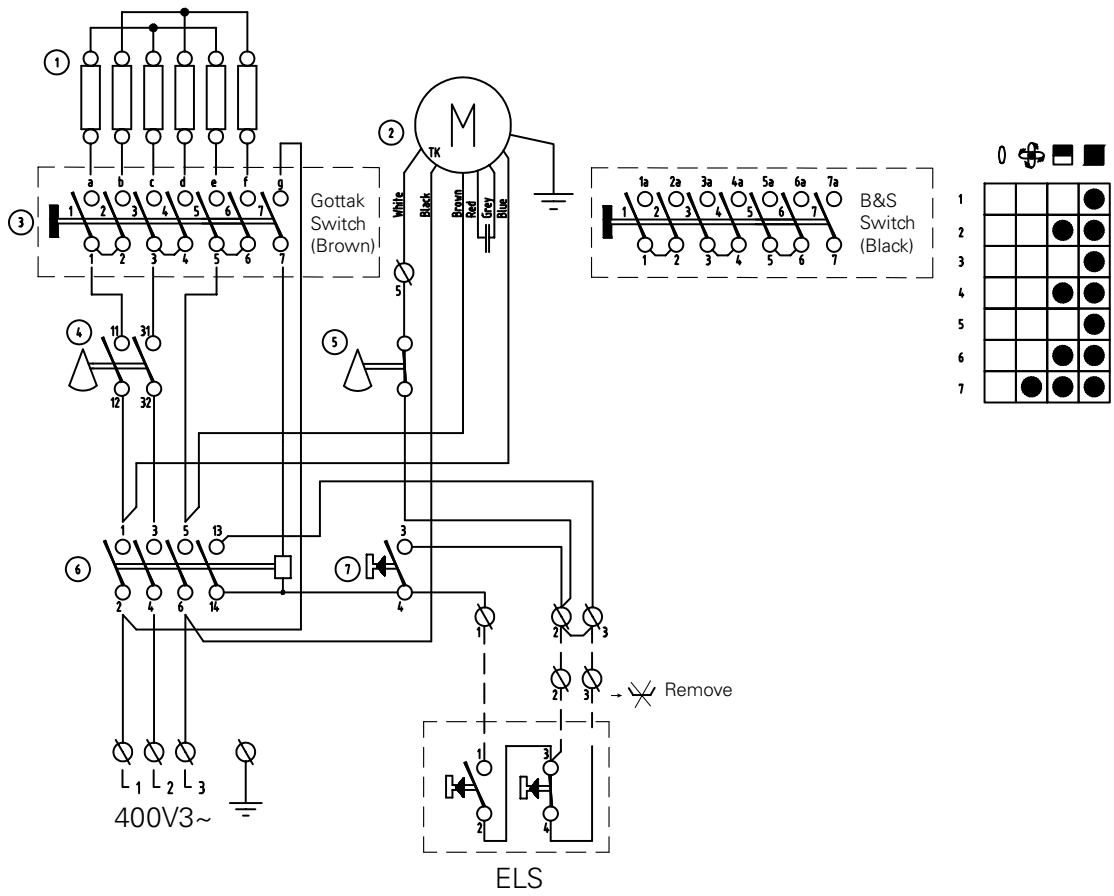 1
a b c d e f g
1 2 3 4 5 6 7
1 2 3 4 5 6 7
3
Gottak
Switch
(Brown)
2
M
TK
White
Black
Brown
Red
Grey
Blue
5
1a 2a 3a 4a 5a 6a 7a
1 2 3 4 5 6 7
1 2 3 4 5 6 7
B&S
Switch
(Black)
1
2
3
4
5
6
7
4
11 31
12 32
5
6
1 3 5 13
2 4 6 14
7
3
4
1 2 3
2 3
Remove
L1 L2 L3
400V3~
1 3
2 4
ELS